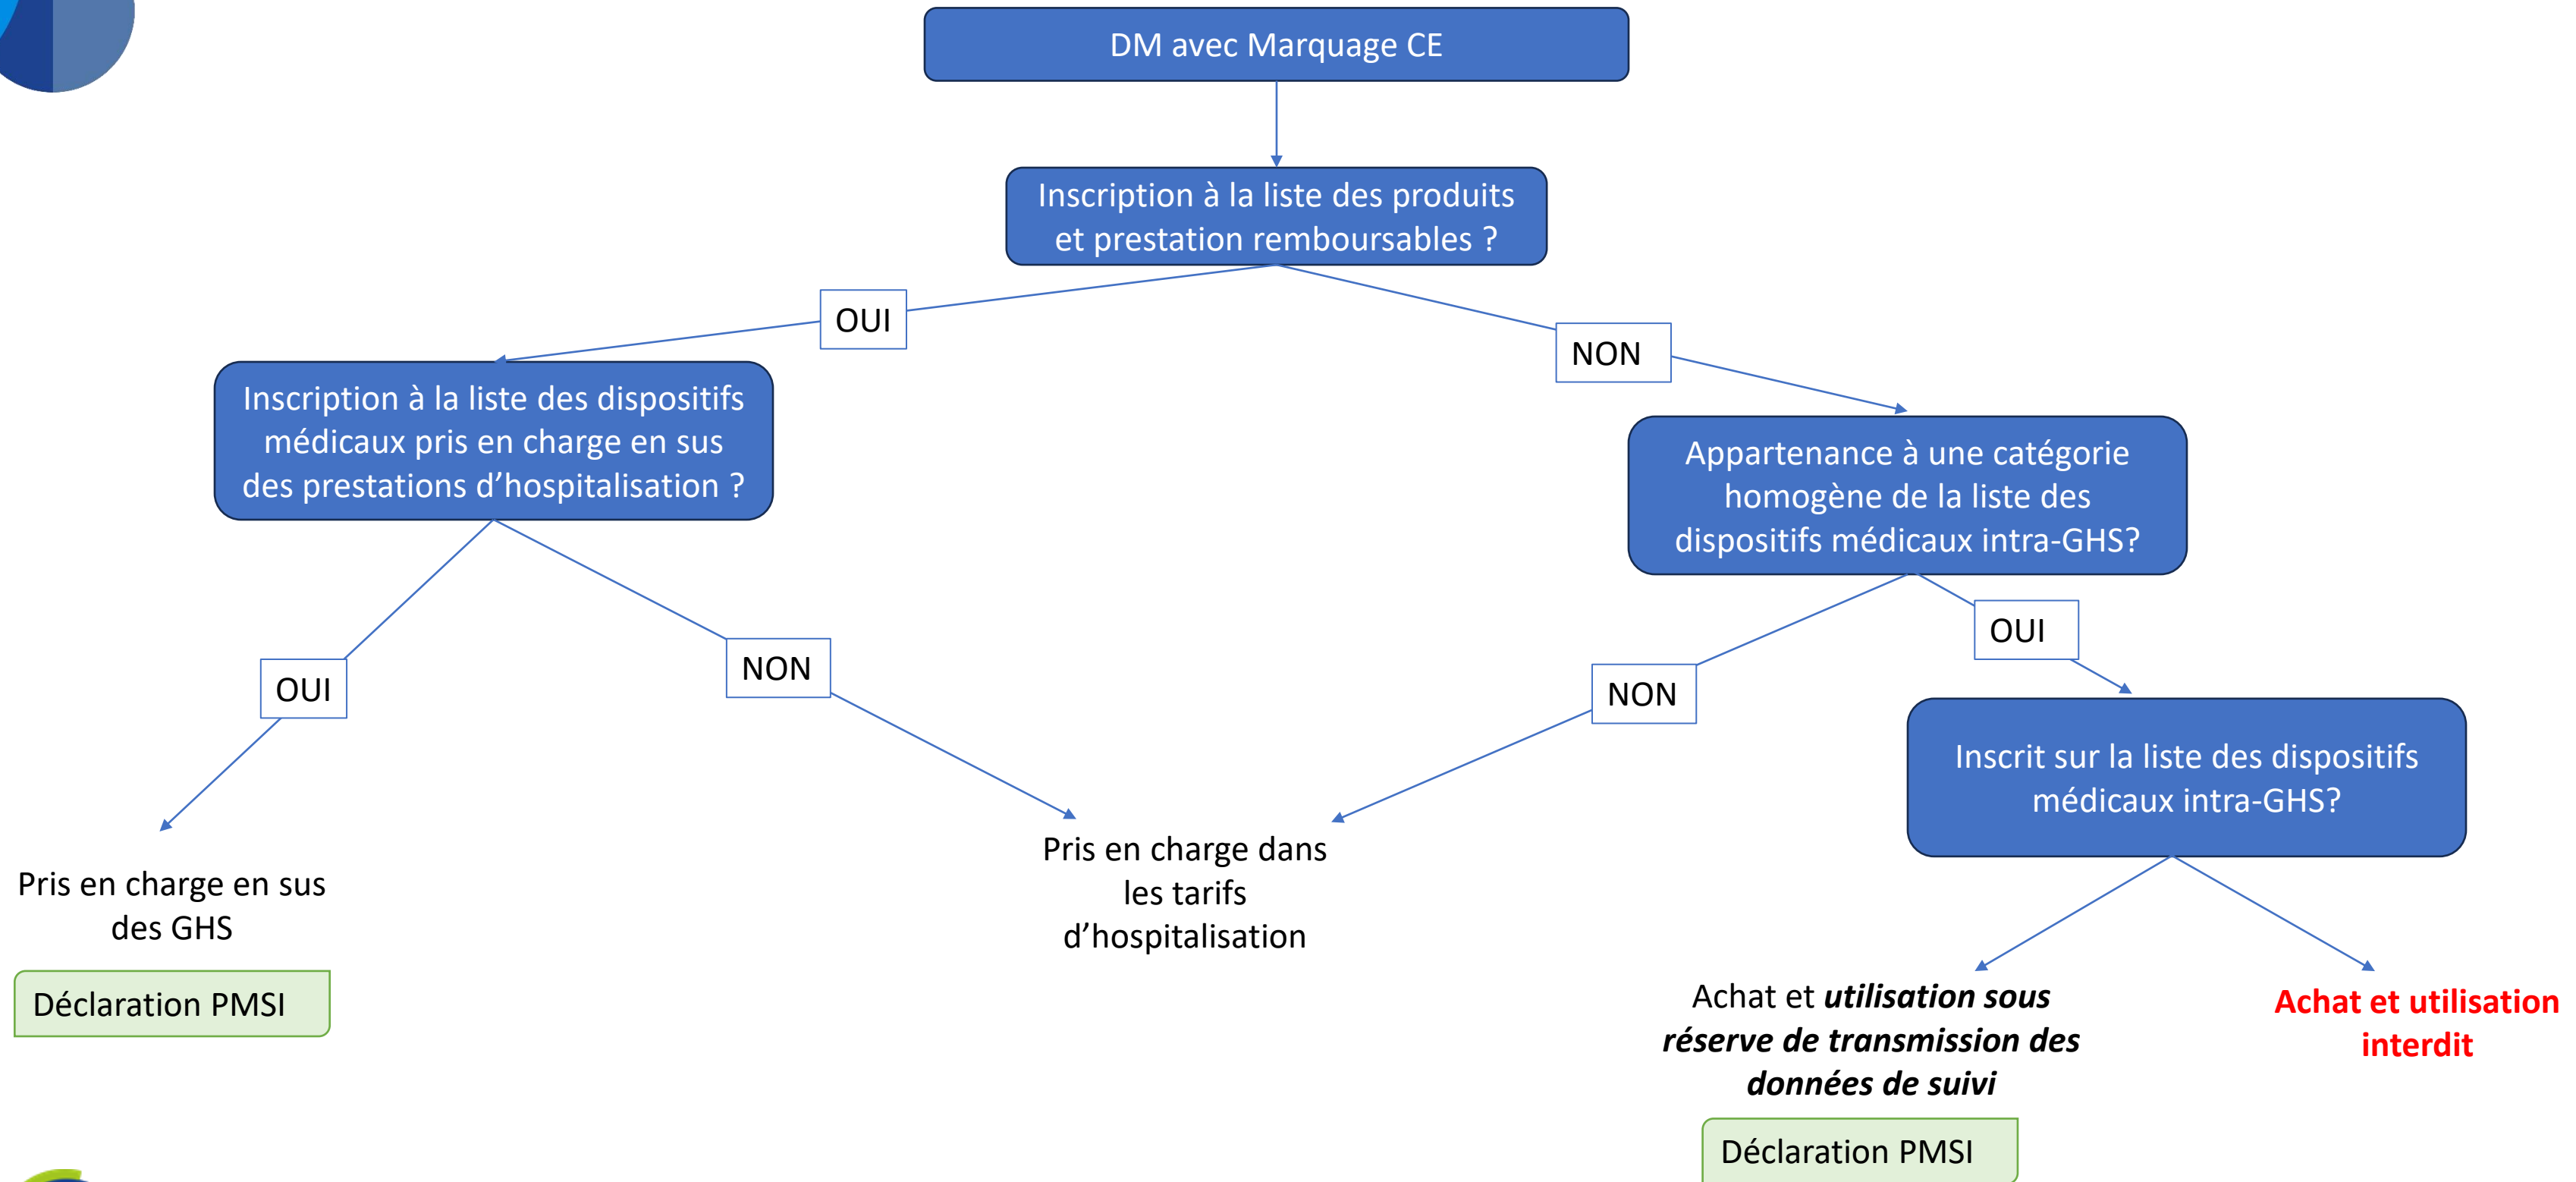 DM avec Marquage CE
Inscription à la liste des produits
et prestation remboursables ?
OUI
NON
Inscription à la liste des dispositifs
médicaux pris en charge en sus
des prestations d’hospitalisation ?
Appartenance à une catégorie
homogène de la liste des
dispositifs médicaux intra-GHS?
OUI
NON
NON
OUI
Inscrit sur la liste des dispositifs
médicaux intra-GHS?
Pris en charge en sus
des GHS
Déclaration PMSI
Pris en charge dans
les tarifs
d’hospitalisation
Achat et utilisation sous
réserve de transmission des
données de suivi
Déclaration PMSI
Achat et utilisation
interdit